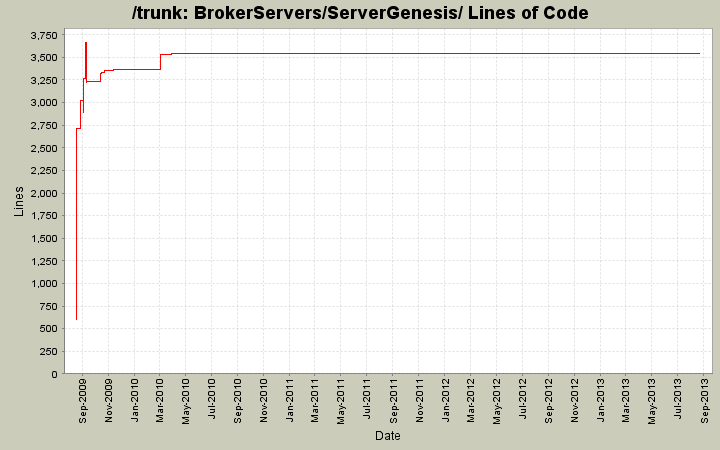 /trunk: BrokerServers/ServerGenesis/ Lines of Code
3,750
3,500
3,250
3,000
2,750
2,500
2,250
2,000
1,750
1,500
1,250
1,000
750
500
250
0
Lines
Sep-2009
Nov-2009
Jan-2010
Mar-2010
May-2010
Jul-2010
Sep-2010
Nov-2010
Jan-2011
Mar-2011
May-2011
Jul-2011
Sep-2011
Nov-2011
Jan-2012
Mar-2012
May-2012
Jul-2012
Sep-2012
Nov-2012
Jan-2013
Mar-2013
May-2013
Jul-2013
Sep-2013
Date